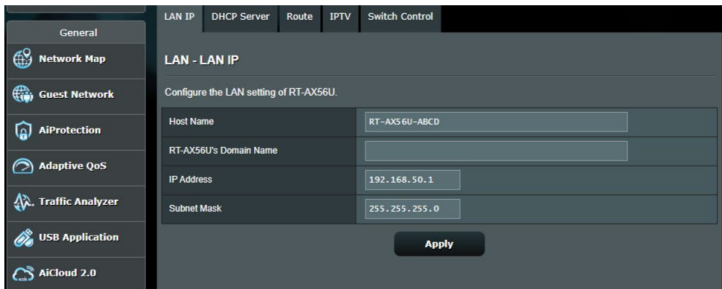 LAN IP DHCP Server Route IPTV Switch Control
General
Network Map
Guest Network
AiProtection
Adaptive QoS
Traffic Analyzer
USB Application
AiCloud 2.0
LAN - LAN IP
Configure the LAN setting of RT-AX56U.
Host Name RT-AX56U-ABCD
RT-AX56U's Domain Name
IP Address 192.168.50.1
Subnet Mask 255.255.255.0
Apply